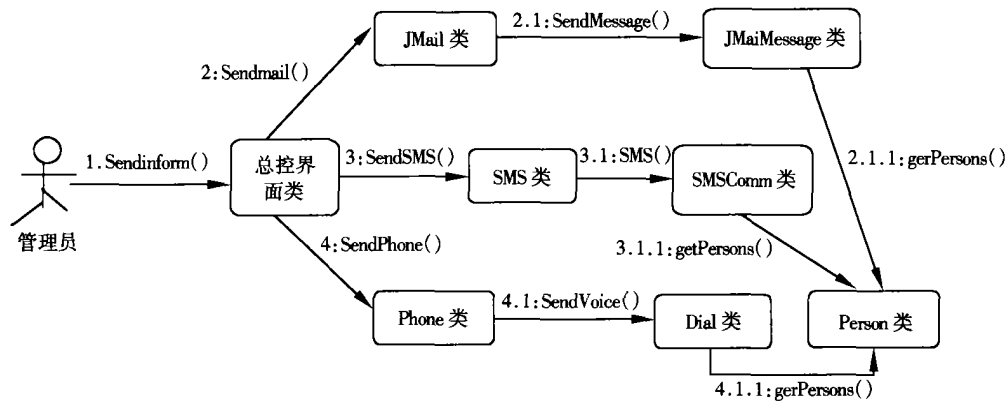 JMail 类
2.1:SendMessage()
JMaiMessage 类
2:Sendmail()
1.Sendinform()
总控界
面类
3:SendSMS()
SMS 类
3.1:SMS()
SMSComm 类
2.1.1:gerPersons()
管理员
4:SendPhone()
3.1.1:getPersons()
Phone 类
4.1:SendVoice()
Dial 类
Person 类
4.1.1:gerPersons()